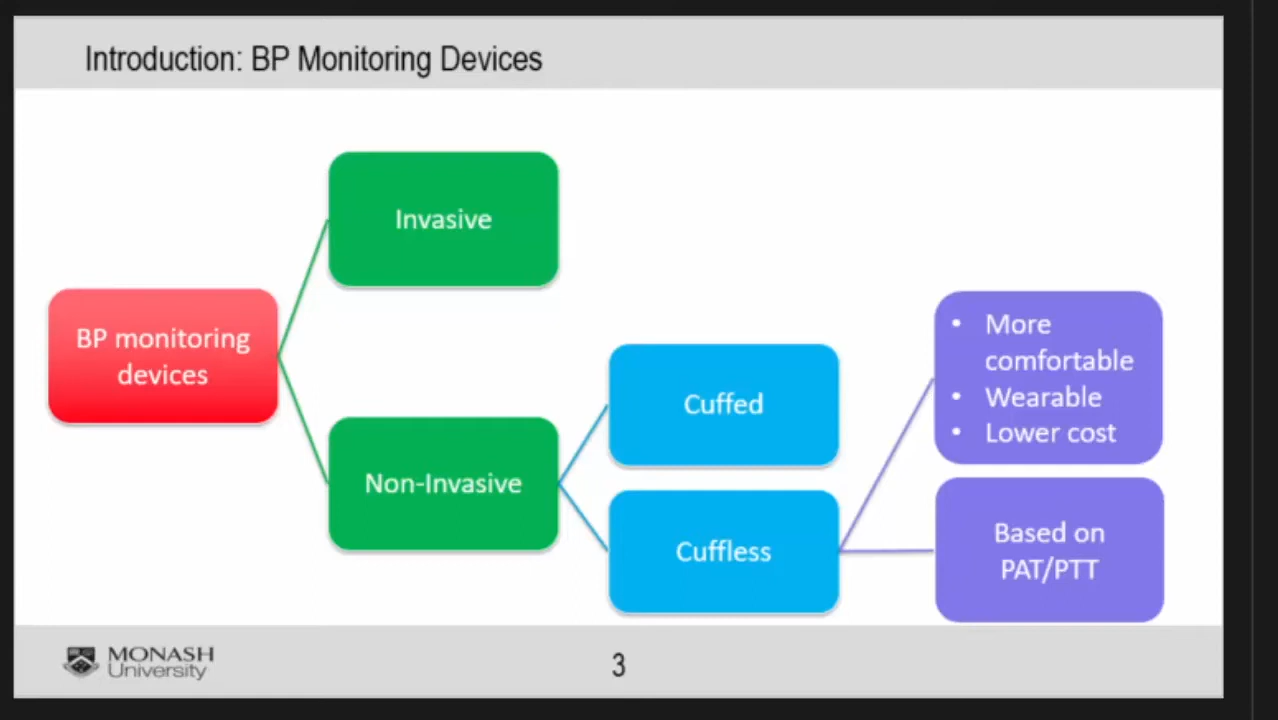 Introduction: BP Monitoring Devices
Invasive
BP monitoring
devices
Non-Invasive
Cuffed
Cuffless
• More
comfortable
• Wearable
• Lower cost
Based on
PAT/PTT
MONASH
University
3